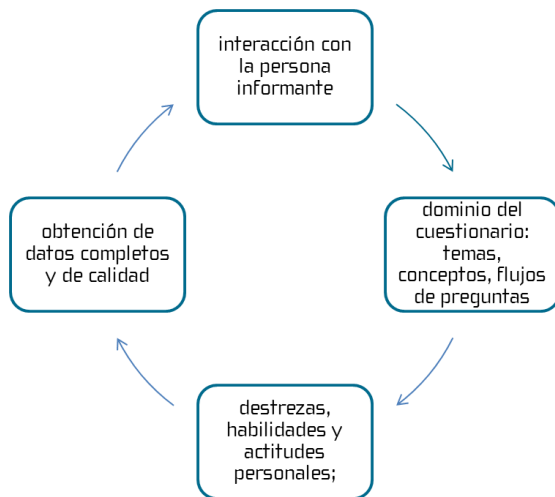 interacción con
la persona
informante
dominio del
cuestionario:
temas,
conceptos, flujos
de preguntas
destrezas,
habilidades y
actitudes
personales;
obtención de
datos completos
y de calidad